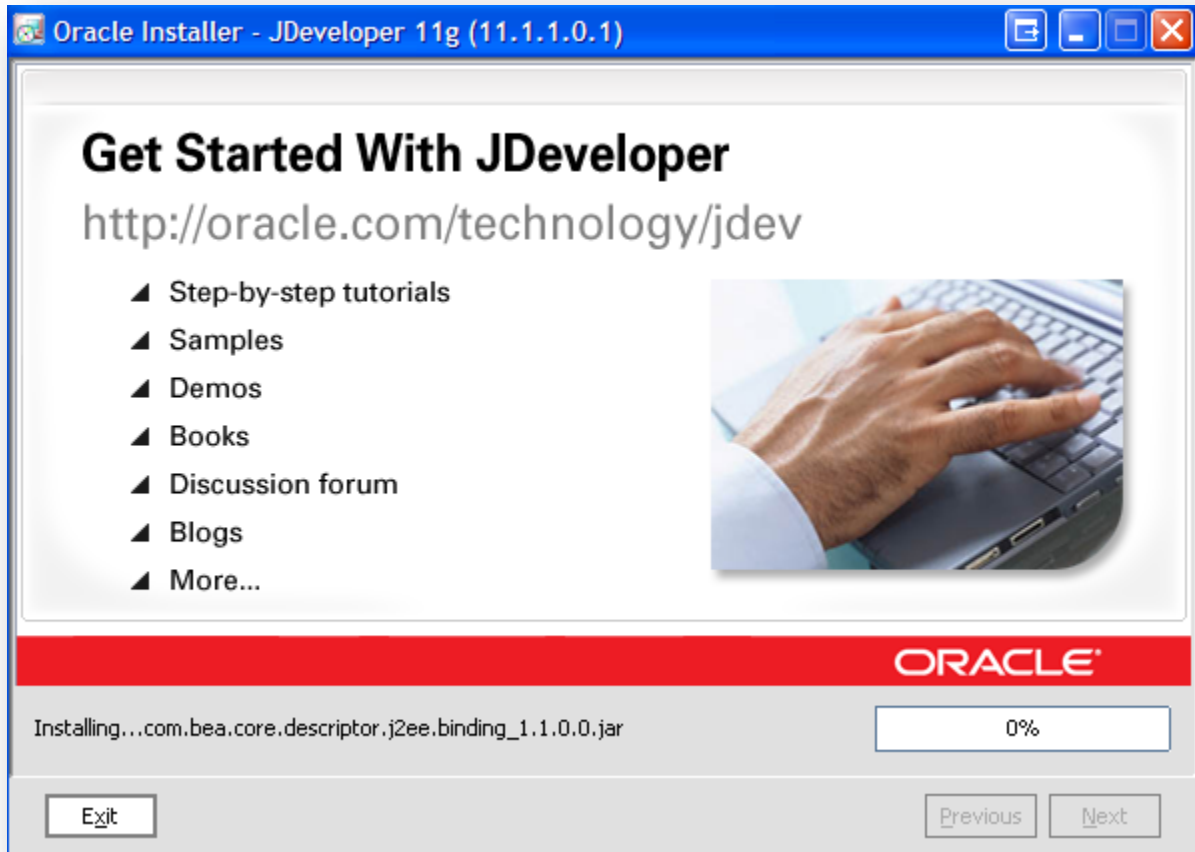 Oracle Installer - JDeveloper 11g (11.1.1.0.1)
Get Started With JDeveloper
http://oracle.com/technology/jdev
Step-by-step tutorials
Samples
Demos
Books
Discussion forum
Blogs
More...
ORACLE
Installing...com.bea.core.descriptor.j2ee.binding_1.1.0.0.jar 0%
Exit Previous Next